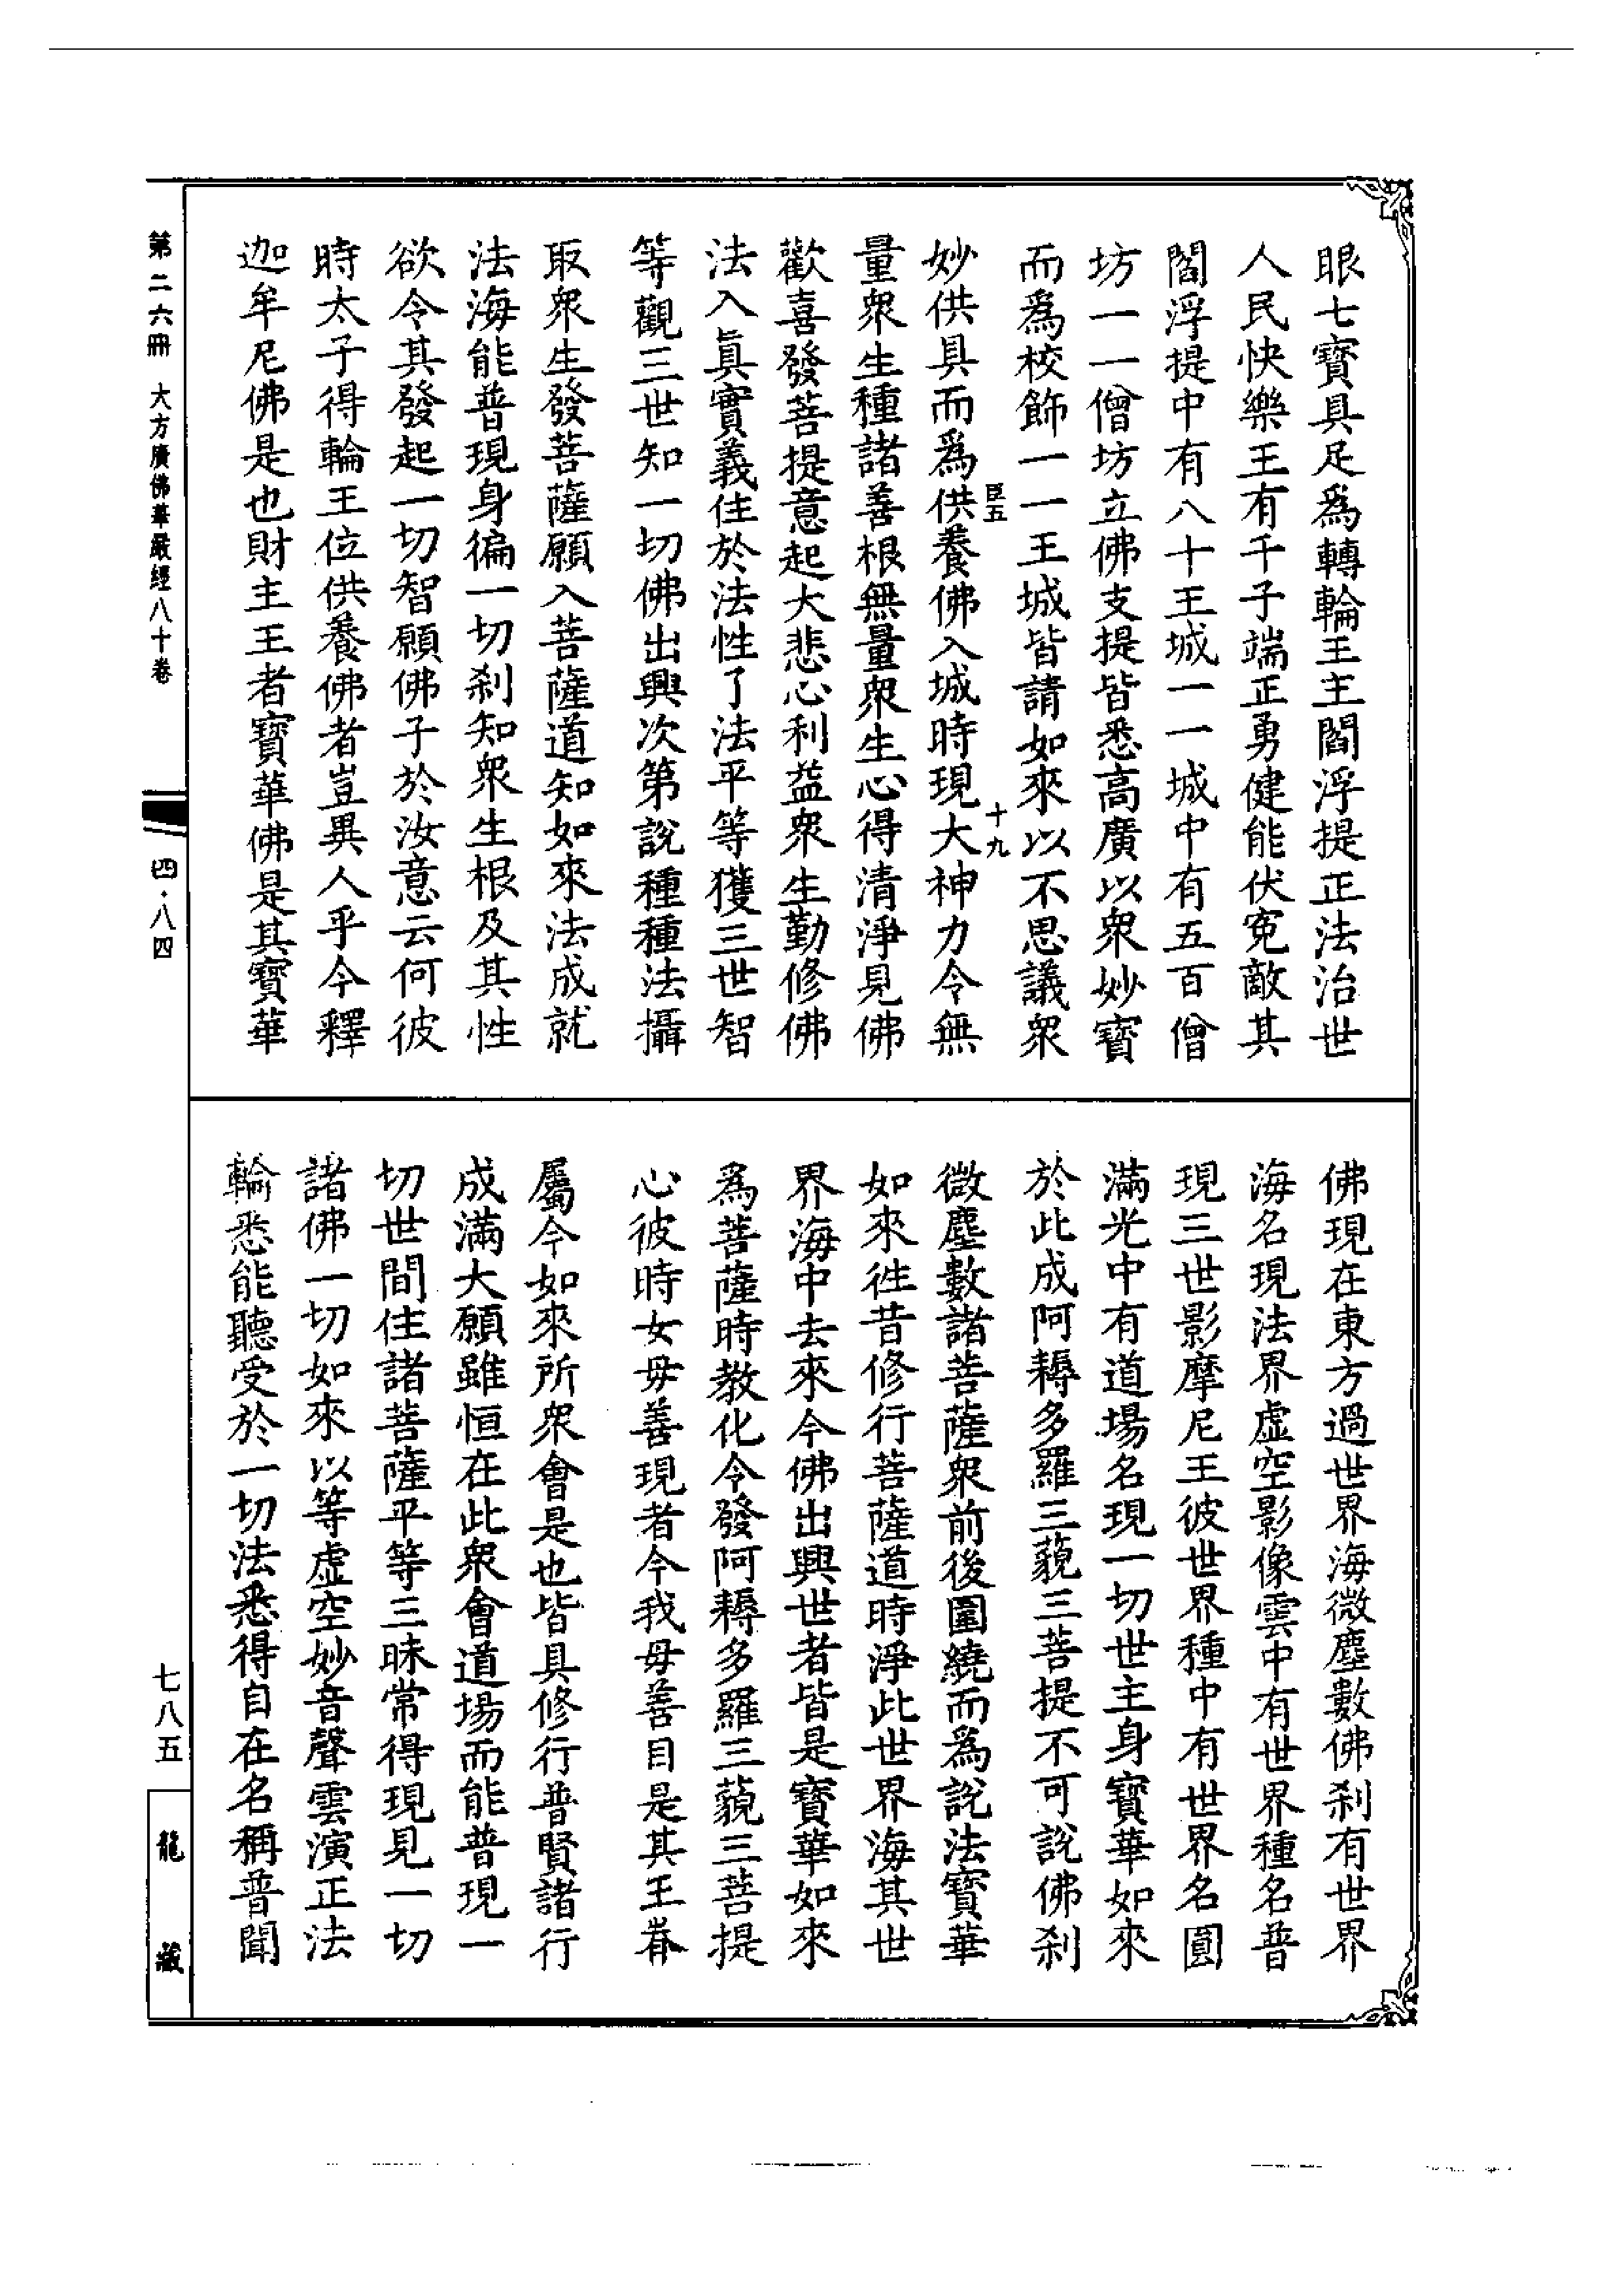 眼七寶具足爲轉輪王主閻浮提正法治世
人民快樂王有千子端正勇健能伏寃敵其
閻浮提中有八十王城一一城中有五百僧
坊一一僧坊立佛支提皆悉高廣以衆妙寶
而爲校飾一一王城皆請如來以不思議衆
臣五
十九
妙供具而爲供養佛入城時現大神力令無
量衆生種諸善根無量衆生心得清淨見佛
歡喜發菩提意起大悲心利益衆生勤修佛
法入眞實義住於法性了法平等獲三世智
等觀三世知一切佛出興次第說種種法攝
取衆生發菩薩願入菩薩道知如來法成就
法海能普現身徧一切刹知衆生根及其性
欲令其發起一切智願佛子於汝意云何彼
時太子得輪王位供養佛者豈異人乎今釋
迦牟尼佛是也財主王者寶華佛是其寶華
佛現在東方過世界海微塵數佛刹有世界
海名現法界虛空影像雲中有世界種名普
現三世影摩尼王彼世界種中有世界名圓
滿光中有道場名現一切世主身寶華如來
於此成阿耨多羅三藐三菩提不可說佛刹
微塵數諸菩薩衆前後圍繞而爲說法寶華
如來徃昔修行菩薩道時淨此世界海其世
界海中去來今佛出興世者皆是寶華如來
爲菩薩時教化令發阿耨多羅三藐三菩提
心彼時女母善現者今我母善目是其王眷
屬今如來所衆會是也皆具修行普賢諸行
成滿大願雖恒在此衆會道場而能普現一
切世間住諸菩薩平等三昧常得現見一切
諸佛一切如來以等虛空妙音聲雲演正法
輪悉能聽受於一切法悉得自在名稱普聞
第二六冊 大方廣佛華嚴經八十卷
四·八四
七八五
龍藏